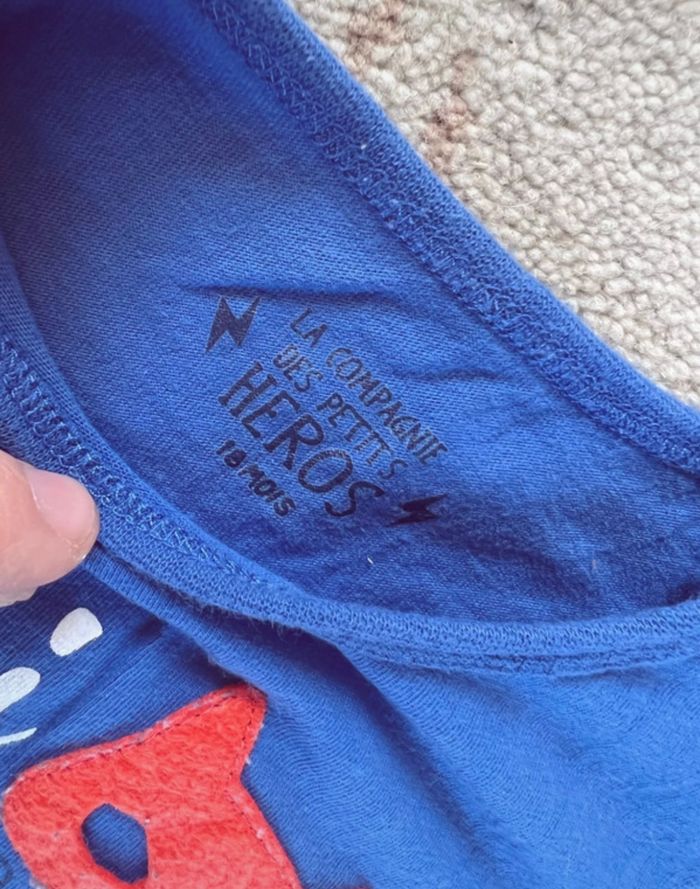 LA COMPAGNIE
DES PETITS
HEROS
18 MOIS